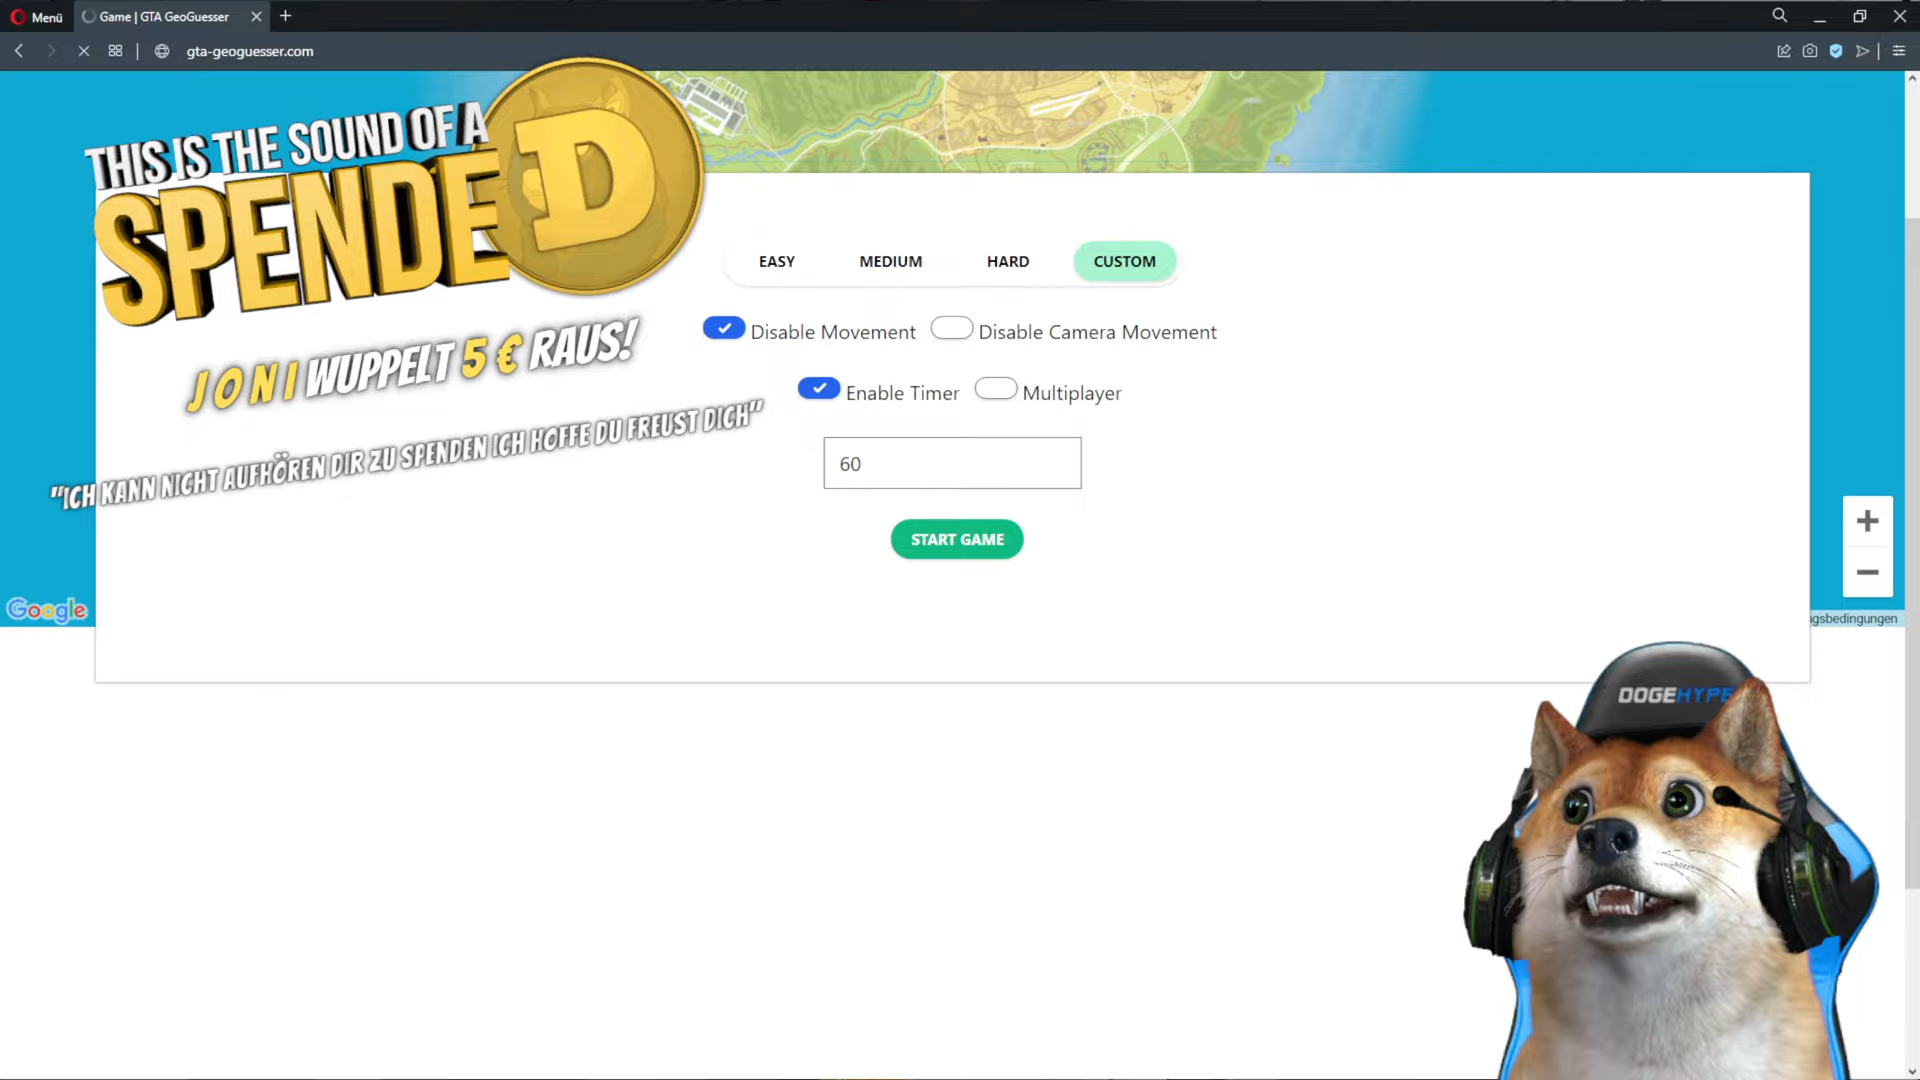 Menü
Game | GTA GeoGuesser
gta-geoguesser.com
THIS IS THE SOUND OF A
SPENDE
D
JONI WUPPELT 5 € RAUS!
"ICH KANN NICHT AUFHÖREN DIR ZU SPENDEN ICH HOFFE DU FREUST DICH"
EASY MEDIUM HARD CUSTOM
Disable Movement Disable Camera Movement
Enable Timer Multiplayer
60
START GAME
Google
gsbedingungen
DOGEHYPE